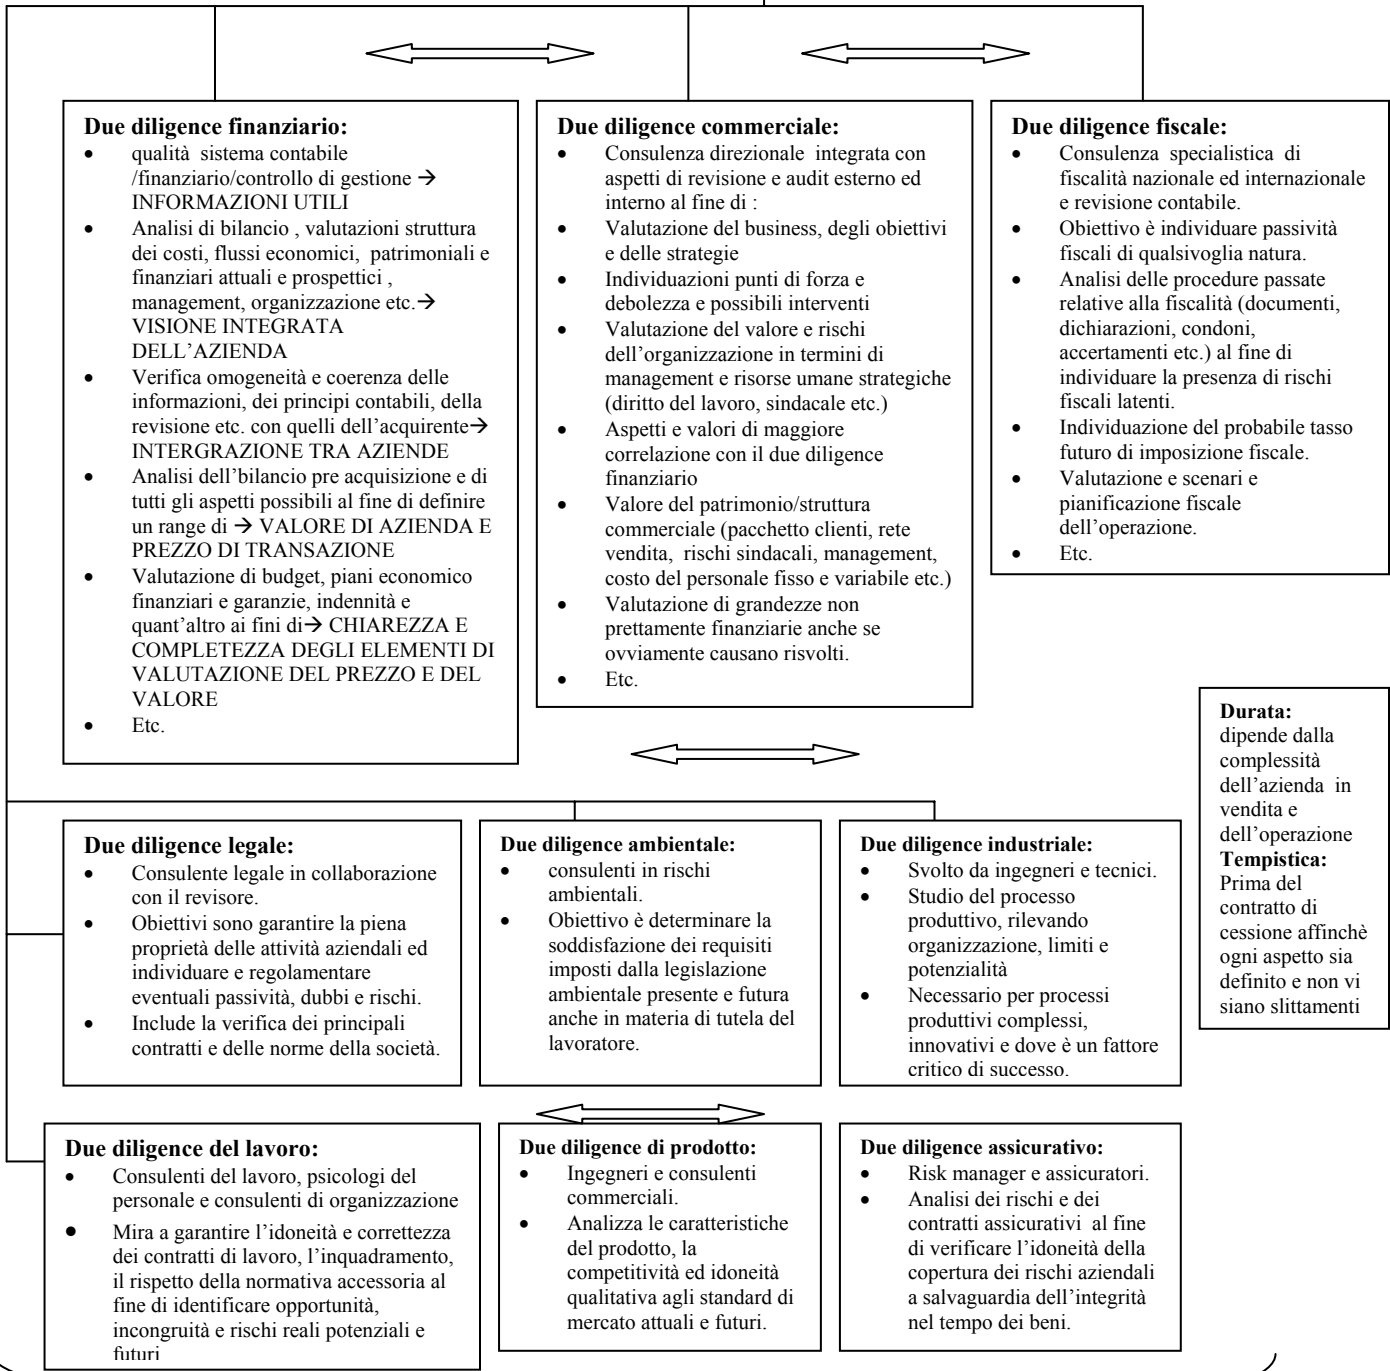 Due diligence finanziario:
• qualità sistema contabile
/finanziario/controllo di gestione →
INFORMAZIONI UTILI
• Analisi di bilancio , valutazioni struttura
dei costi, flussi economici, patrimoniali e
finanziari attuali e prospettici ,
management, organizzazione etc.→
VISIONE INTEGRATA
DELL’AZIENDA
• Verifica omogeneità e coerenza delle
informazioni, dei principi contabili, della
revisione etc. con quelli dell’acquirente→
INTERGRAZIONE TRA AZIENDE
• Analisi dell’bilancio pre acquisizione e di
tutti gli aspetti possibili al fine di definire
un range di → VALORE DI AZIENDA E
PREZZO DI TRANSAZIONE
• Valutazione di budget, piani economico
finanziari e garanzie, indennità e
quant’altro ai fini di→ CHIAREZZA E
COMPLETEZZA DEGLI ELEMENTI DI
VALUTAZIONE DEL PREZZO E DEL
VALORE
• Etc.
Due diligence commerciale:
• Consulenza direzionale integrata con
aspetti di revisione e audit esterno ed
interno al fine di :
• Valutazione del business, degli obiettivi
e delle strategie
• Individuazioni punti di forza e
debolezza e possibili interventi
• Valutazione del valore e rischi
dell’organizzazione in termini di
management e risorse umane strategiche
(diritto del lavoro, sindacale etc.)
• Aspetti e valori di maggiore
correlazione con il due diligence
finanziario
• Valore del patrimonio/struttura
commerciale (pacchetto clienti, rete
vendita, rischi sindacali, management,
costo del personale fisso e variabile etc.)
• Valutazione di grandezze non
prettamente finanziarie anche se
ovviamente causano risvolti.
• Etc.
Due diligence fiscale:
• Consulenza specialistica di
fiscalità nazionale ed internazionale
e revisione contabile.
• Obiettivo è individuare passività
fiscali di qualsivoglia natura.
• Analisi delle procedure passate
relative alla fiscalità (documenti,
dichiarazioni, condoni,
accertamenti etc.) al fine di
individuare la presenza di rischi
fiscali latenti.
• Individuazione del probabile tasso
futuro di imposizione fiscale.
• Valutazione e scenari e
pianificazione fiscale
dell’operazione.
• Etc.
Durata:
dipende dalla
complessità
dell’azienda in
vendita e
dell’operazione
Tempistica:
Prima del
contratto di
cessione affinchè
ogni aspetto sia
definito e non vi
siano slittamenti
Due diligence legale:
• Consulente legale in collaborazione
con il revisore.
• Obiettivi sono garantire la piena
proprietà delle attività aziendali ed
individuare e regolamentare
eventuali passività, dubbi e rischi.
• Include la verifica dei principali
contratti e delle norme della società.
Due diligence ambientale:
• consulenti in rischi
ambientali.
• Obiettivo è determinare la
soddisfazione dei requisiti
imposti dalla legislazione
ambientale presente e futura
anche in materia di tutela del
lavoratore.
Due diligence industriale:
• Svolto da ingegneri e tecnici.
• Studio del processo
produttivo, rilevando
organizzazione, limiti e
potenzialità
• Necessario per processi
produttivi complessi,
innovativi e dove è un fattore
critico di successo.
Due diligence del lavoro:
• Consulenti del lavoro, psicologi del
personale e consulenti di organizzazione
• Mira a garantire l’idoneità e correttezza
dei contratti di lavoro, l’inquadramento,
il rispetto della normativa accessoria al
fine di identificare opportunità,
incongruità e rischi reali potenziali e
futuri
Due diligence di prodotto:
• Ingegneri e consulenti
commerciali.
• Analizza le caratteristiche
del prodotto, la
competitività ed idoneità
qualitativa agli standard di
mercato attuali e futuri.
Due diligence assicurativo:
• Risk manager e assicuratori.
• Analisi dei rischi e dei
contratti assicurativi al fine
di verificare l’idoneità della
copertura dei rischi aziendali
a salvaguardia dell’integrità
nel tempo dei beni.